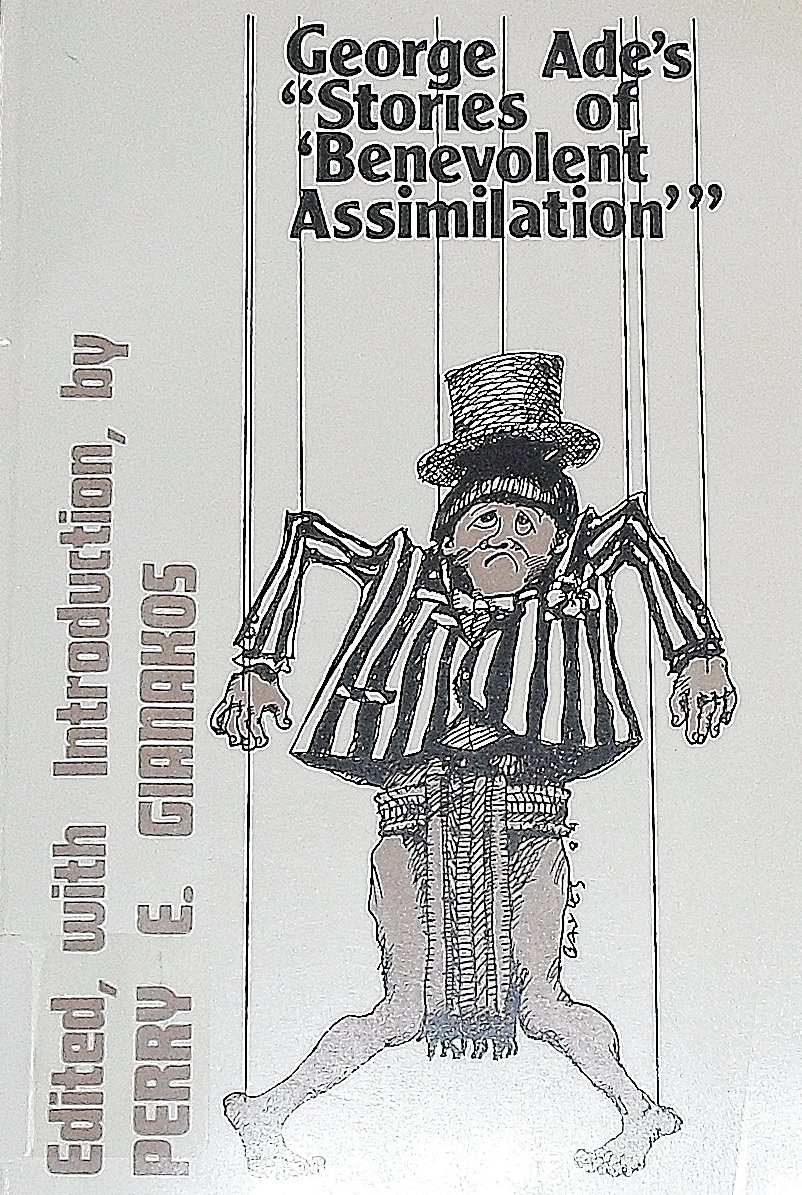 George Ade's
“Stories of
‘Benevolent
Assimilation’”
Edited, with Introduction, by
PERRY E. GIANAKOS